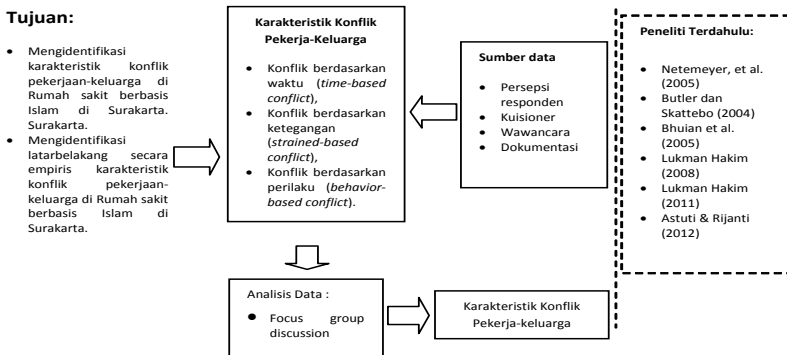 Tujuan:
• Mengidentifikasi
karakteristik konflik
pekerjaan-keluarga di
Rumah sakit berbasis
Islam di Surakarta.
Surakarta.
• Mengidentifikasi
latarbelakang secara
empiris karakteristik
konflik pekerjaan-
keluarga di Rumah sakit
berbasis Islam di
Surakarta.
Karakteristik Konflik
Pekerja-Keluarga
• Konflik berdasarkan
waktu (time-based
conflict),
• Konflik berdasarkan
ketegangan
(strained-based
conflict),
• Konflik berdasarkan
perilaku (behavior-
based conflict).
Sumber data
• Persepsi
responden
• Kuisioner
• Wawancara
• Dokumentasi
Peneliti Terdahulu:
• Netemeyer, et al.
(2005)
• Butler dan
Skattebo (2004)
• Bhuian et al.
(2005)
• Lukman Hakim
(2008)
• Lukman Hakim
(2011)
• Astuti & Rijanti
(2012)
Analisis Data :
• Focus group
discussion
Karakteristik Konflik
Pekerja-keluarga